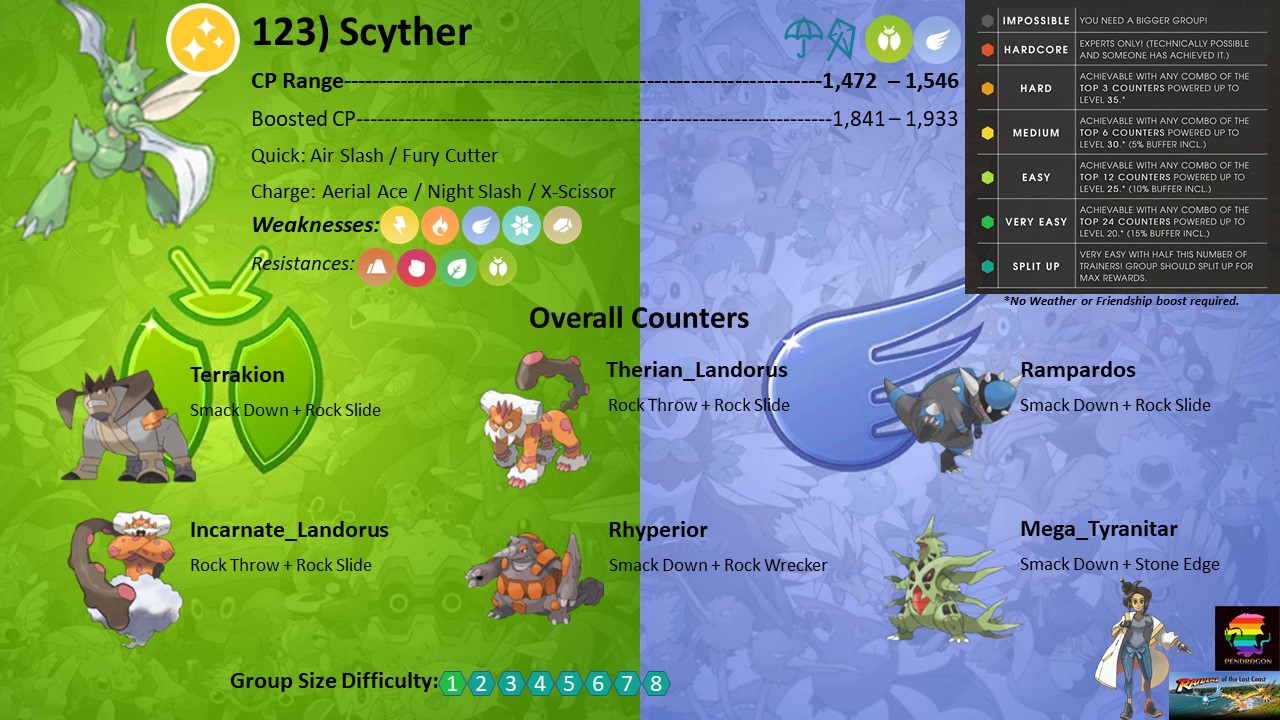 123) Scyther
CP Range--------------------------------------------------------------------1,472 – 1,546
Boosted CP--------------------------------------------------------------------1,841 – 1,933
Quick: Air Slash / Fury Cutter
Charge: Aerial Ace / Night Slash / X-Scissor
Weaknesses:
Resistances:
IMPOSSIBLE
YOU NEED A BIGGER GROUP!
HARDCORE
EXPERTS ONLY! (TECHNICALLY POSSIBLE
AND SOMEONE HAS ACHIEVED IT.)
HARD
ACHIEVABLE WITH ANY COMBO OF THE
TOP 3 COUNTERS POWERED UP TO
LEVEL 35.*
MEDIUM
ACHIEVABLE WITH ANY COMBO OF THE
TOP 6 COUNTERS POWERED UP TO
LEVEL 30.* (5% BUFFER INCL.)
EASY
ACHIEVABLE WITH ANY COMBO OF THE
TOP 12 COUNTERS POWERED UP TO
LEVEL 25.* (10% BUFFER INCL.)
VERY EASY
ACHIEVABLE WITH ANY COMBO OF THE
TOP 24 COUNTERS POWERED UP TO
LEVEL 20.* (15% BUFFER INCL.)
SPLIT UP
VERY EASY WITH HALF THIS NUMBER OF
TRAINERS! GROUP SHOULD SPLIT UP FOR
MAX REWARDS.
*No Weather or Friendship boost required.
Overall Counters
Terrakion
Smack Down + Rock Slide
Therian_Landorus
Rock Throw + Rock Slide
Rampardos
Smack Down + Rock Slide
Incarnate_Landorus
Rock Throw + Rock Slide
Rhyperior
Smack Down + Rock Wrecker
Mega_Tyranitar
Smack Down + Stone Edge
Group Size Difficulty: 1 2 3 4 5 6 7 8
PENDRAGON
RAIDERS of the Lost Coast